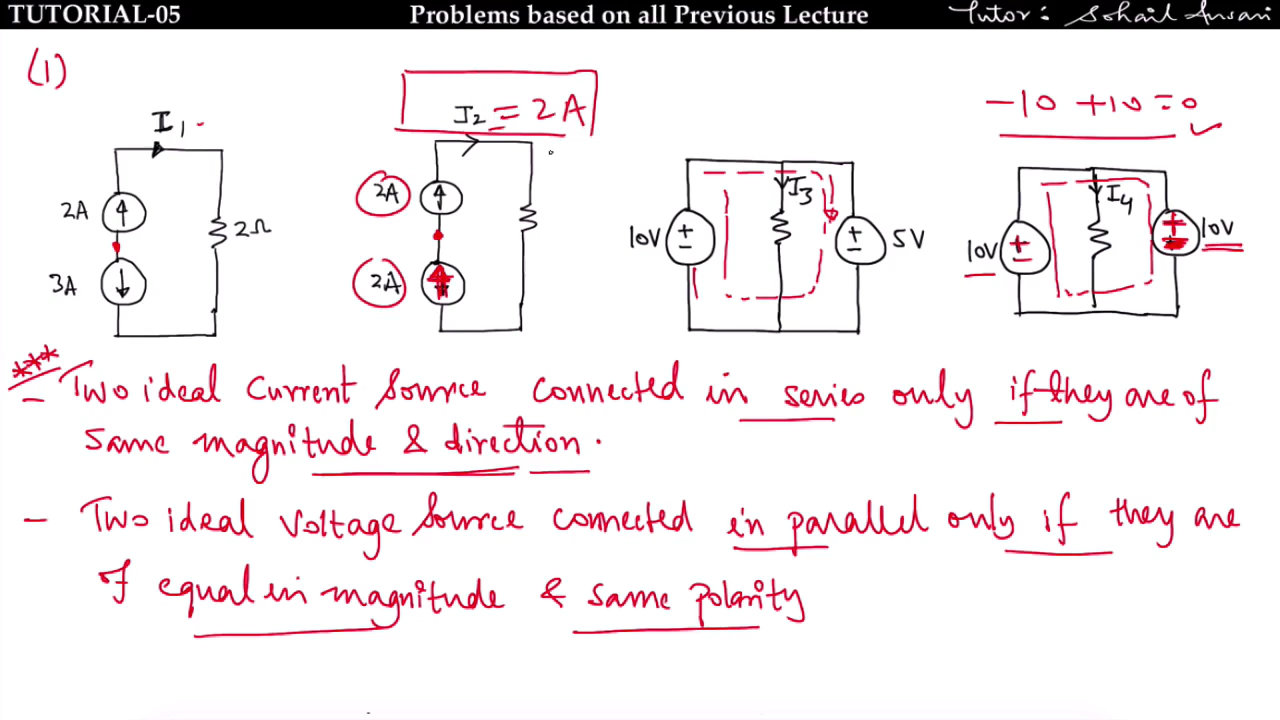 TUTORIAL-05 Problems based on all Previous Lecture Tutor: Sohail Ansari
(1)
I1 I2 = 2A -10 +10 = 0
2A 2A I3 I4
2Ω 10V 5V 10V 10V
3A 2A
*** - Two ideal current source connected in series only if they are of
same magnitude & direction.
- Two ideal voltage source connected in parallel only if they are
of equal in magnitude & same polarity